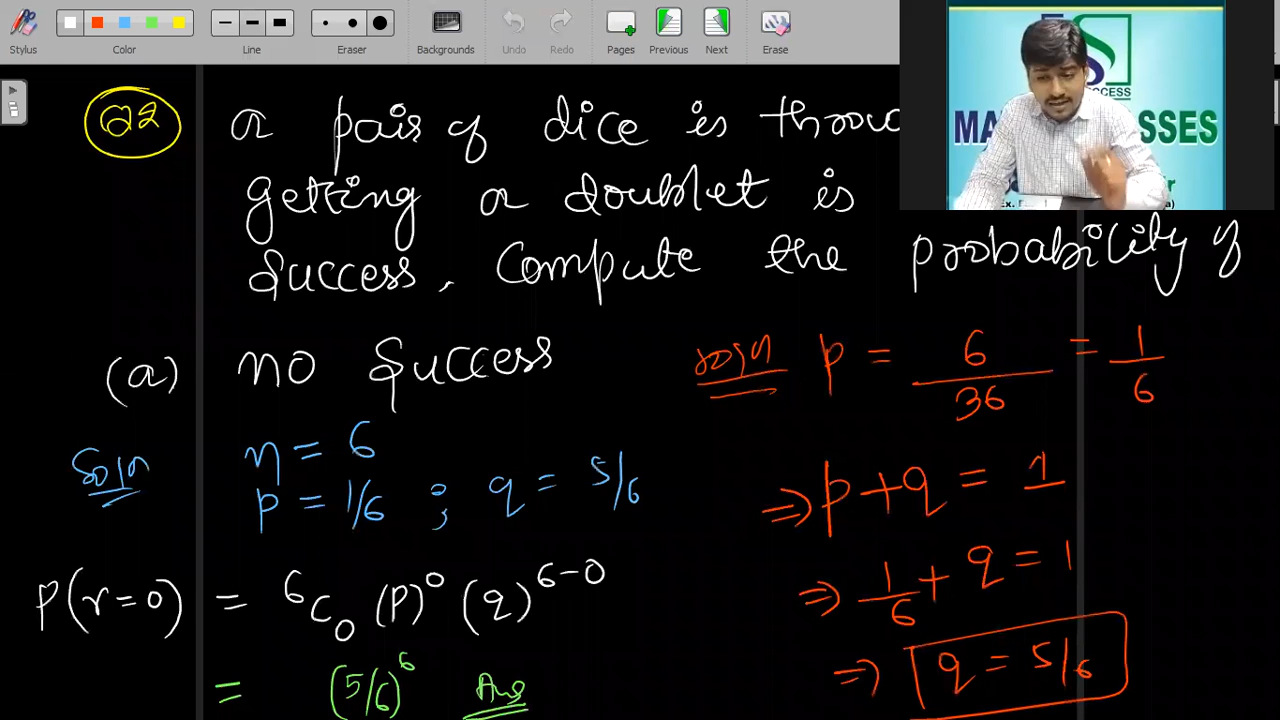 Stylus Color Line Eraser Backgrounds Undo Redo Pages Previous Next Erase
S
SUCCESS
MA SSES
Q2 a pair of dice is throw
getting a doublet is
Success. Compute the probability of
(a) no Success
Soln n = 6
p = 1/6 ; q = 5/6
P(r=0) = ⁶C₀ (p)⁰ (q)⁶⁻⁰
= (5/6)⁶ Ans
soln p = 6/36 = 1/6
⇒ p + q = 1
⇒ 1/6 + q = 1
⇒ q = 5/6